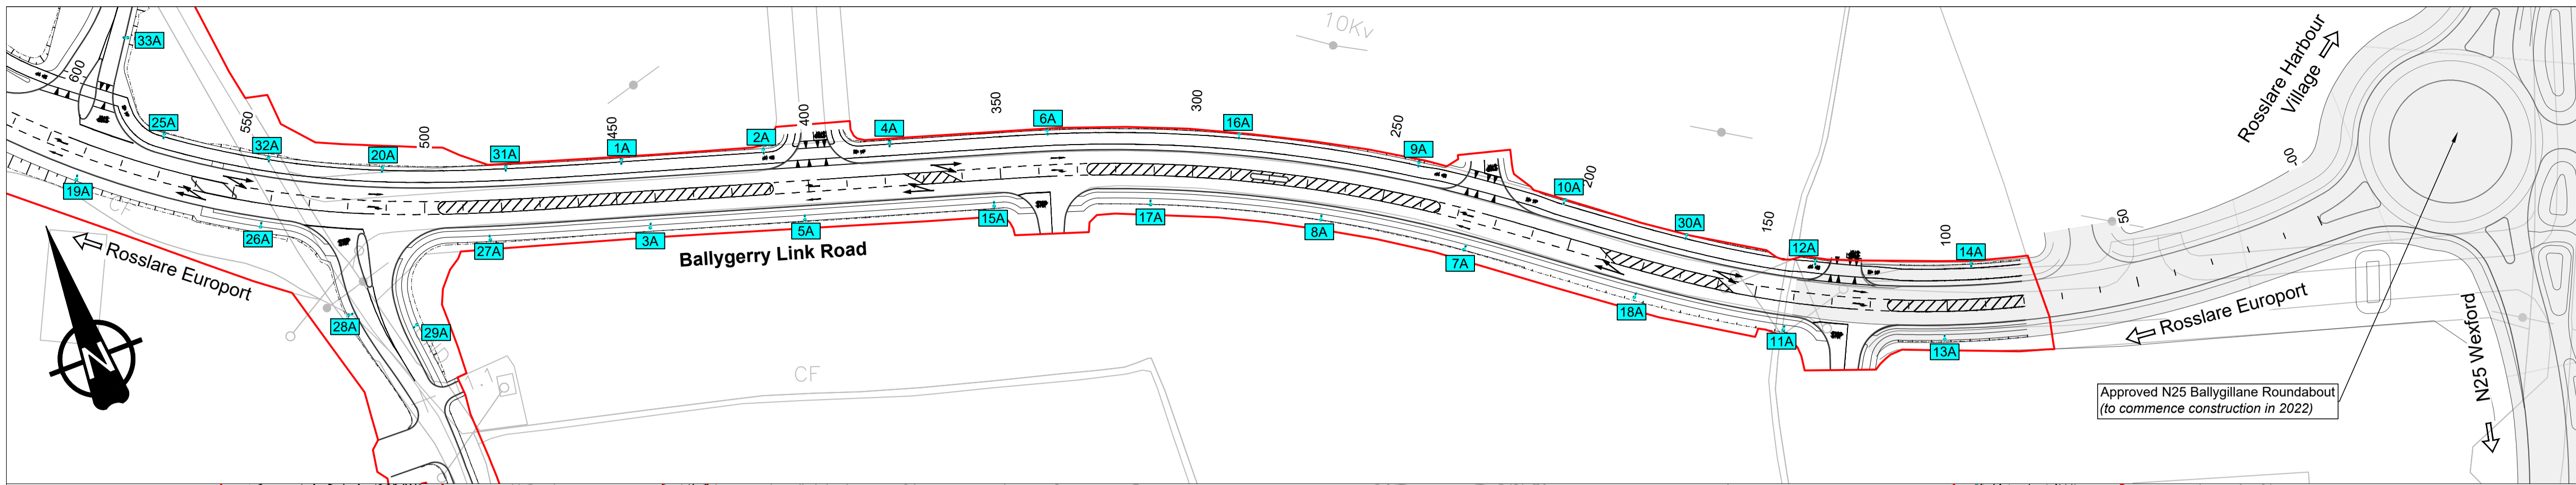 10Kv
Rosslare Harbour
Village
33A
600
25A
550
32A
20A
500
31A
450
1A
2A
400
4A
350
6A
300
16A
250
9A
10A
200
30A
150
12A
100
14A
50
00
19A
CF
26A
27A
3A
5A
15A
17A
8A
7A
18A
11A
13A
28A
29A
Rosslare Europort
Ballygerry Link Road
Rosslare Europort
N25 Wexford
CF
N
Approved N25 Ballygillane Roundabout
(to commence construction in 2022)